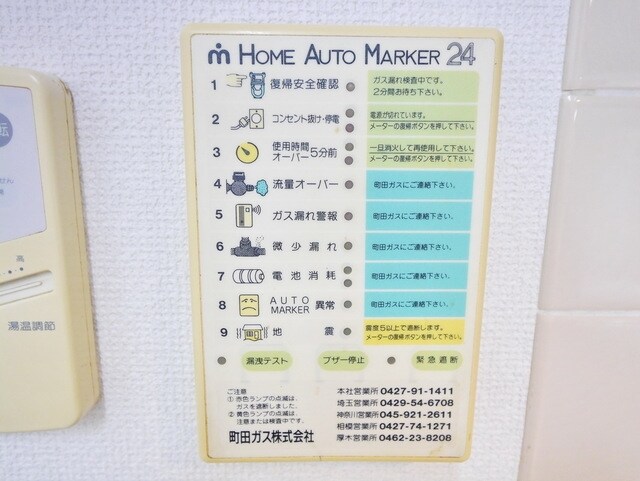 HOME AUTO MARKER 24
1 復帰安全確認 ガス漏れ検査中です。
2分間お待ち下さい。
2 コンセント抜け・停電 電源が切れています。
メーターの復帰ボタンを押して下さい。
3 使用時間
オーバー5分前 一旦消火して再使用して下さい。
メーターの復帰ボタンを押して下さい。
4 流量オーバー 町田ガスにご連絡下さい。
5 ガス漏れ警報 町田ガスにご連絡下さい。
6 微少漏れ 町田ガスにご連絡下さい。
7 電池消耗 町田ガスにご連絡下さい。
8 AUTO
MARKER 異常 町田ガスにご連絡下さい。
9 地震 震度5以上で遮断します。
メーターの復帰ボタンを押して下さい。
漏洩テスト ブザー停止 緊急遮断
ご注意
① 赤色ランプの点滅は、
ガスを遮断しました。
② 黄色ランプの点滅は、
注意または検査中です。
町田ガス株式会社
本社営業所 0427-91-1411
埼玉営業所 0429-54-6708
神奈川営業所 045-921-2611
相模営業所 0427-74-1271
厚木営業所 0462-23-8208
高
湯温調節